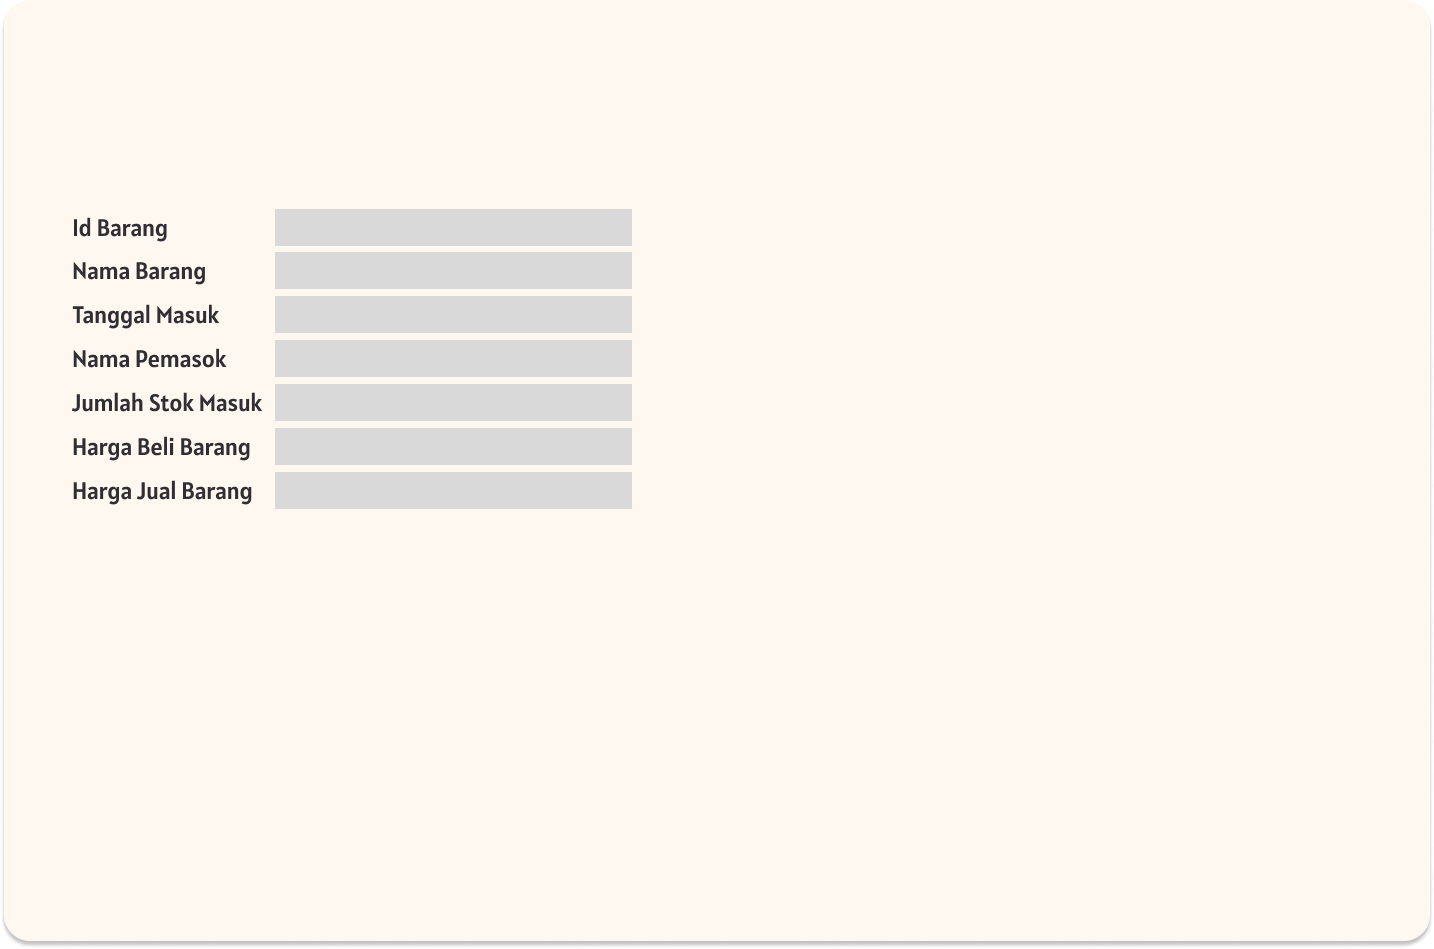 Id Barang
Nama Barang
Tanggal Masuk
Nama Pemasok
Jumlah Stok Masuk
Harga Beli Barang
Harga Jual Barang